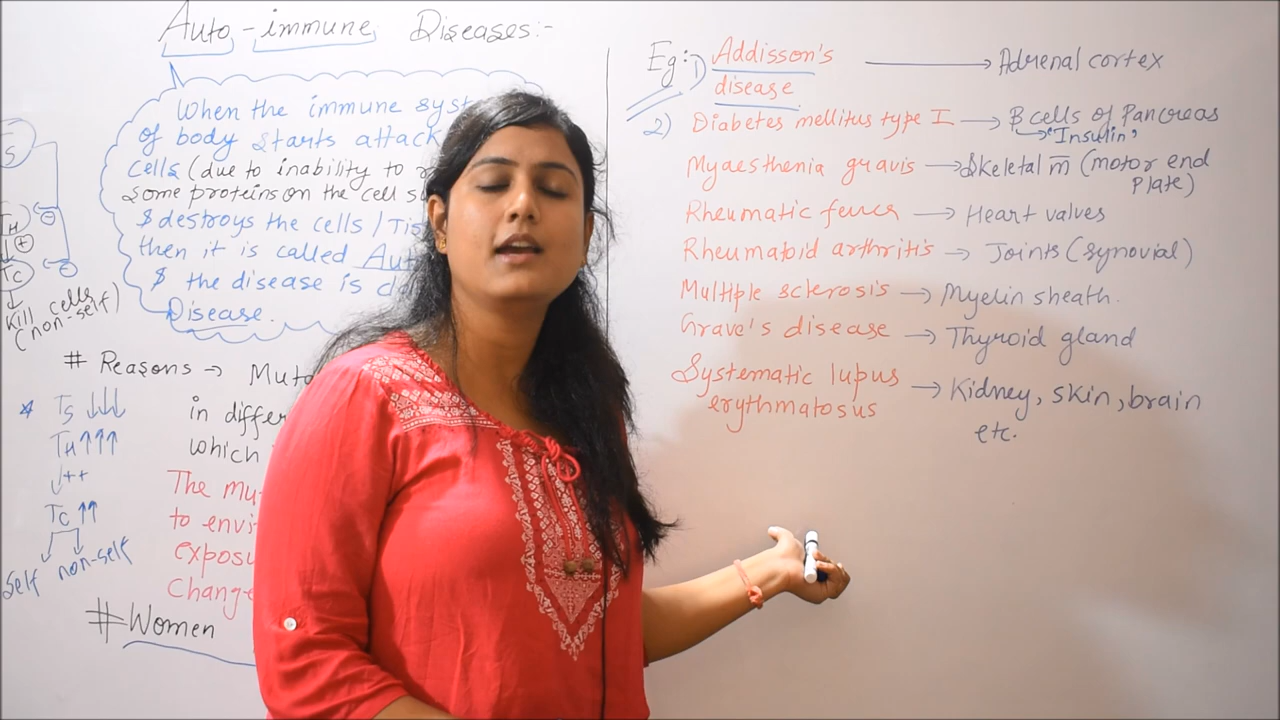 Auto-immune Diseases:-
When the immune syst
of body starts attack
cells (due to inability to r
some proteins on the cell su
$ destroys the cells / Tis
then it is called Au
$ the disease is c
Disease.
S
TH ⊖
↓ ⊕
TC ⊖
↓
Kill cells
(non-self)
# Reasons → Muta
* TS ↓↓↓ in differ
TH ↑↑↑ which
↓++
TC ↑↑
Self non-self
The mu
to envi
exposu
Change
# Women
Eg:- 1) Addisson's → Adrenal cortex
disease
2) Diabetes mellitus type I → B cells of Pancreas
→ 'Insulin'
Myaesthenia gravis → Skeletal m̅ (motor end
Plate)
Rheumatic fever → Heart valves
Rheumatoid arthritis → Joints (synovial)
Multiple sclerosis → Myelin sheath.
Grave's disease → Thyroid gland
Systematic lupus → Kidney, skin, brain
erythmatosus etc.